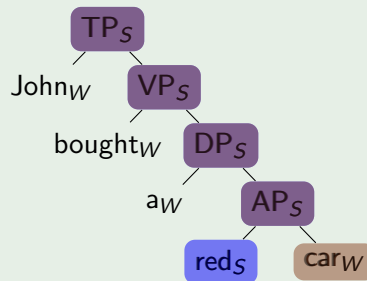 TP_S
John_W VP_S
bought_W DP_S
a_W AP_S
red_S car_W